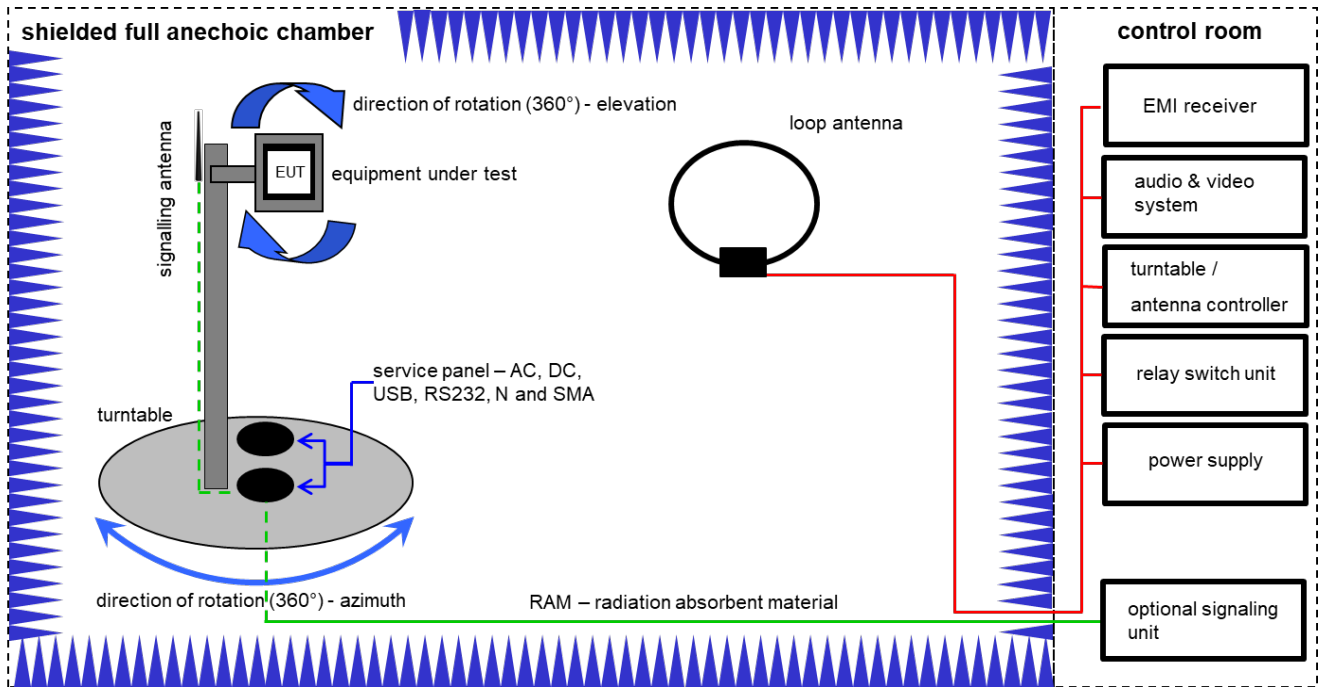 shielded full anechoic chamber
control room
direction of rotation (360°) - elevation
signalling antenna
EUT
equipment under test
loop antenna
EMI receiver
audio & video
system
turntable /
antenna controller
relay switch unit
power supply
service panel – AC, DC,
USB, RS232, N and SMA
turntable
direction of rotation (360°) - azimuth
RAM – radiation absorbent material
optional signaling
unit